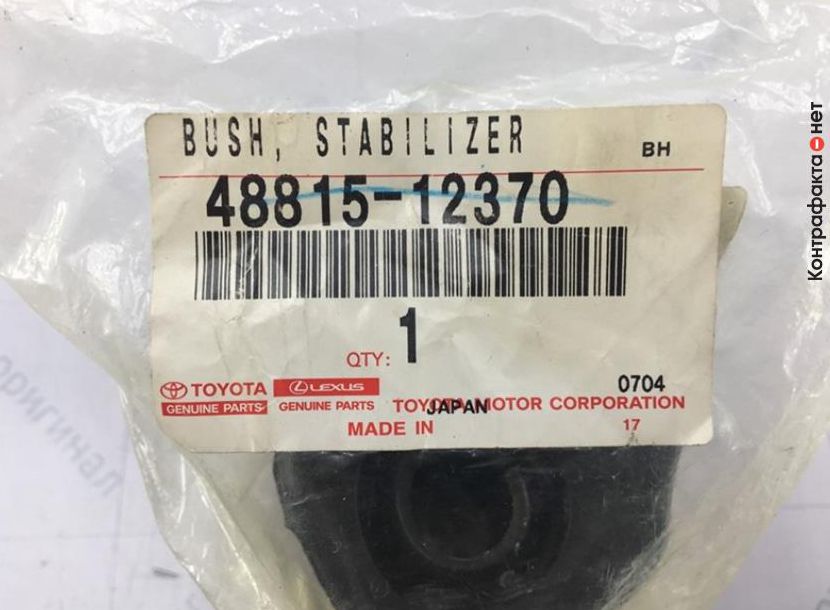 BUSH, STABILIZER
BH
48815-12370
QTY: 1
TOYOTA LEXUS 0704
GENUINE PARTS GENUINE PARTS TOYOTA MOTOR CORPORATION
MADE IN JAPAN 17
Контрафакта нет
оригинал